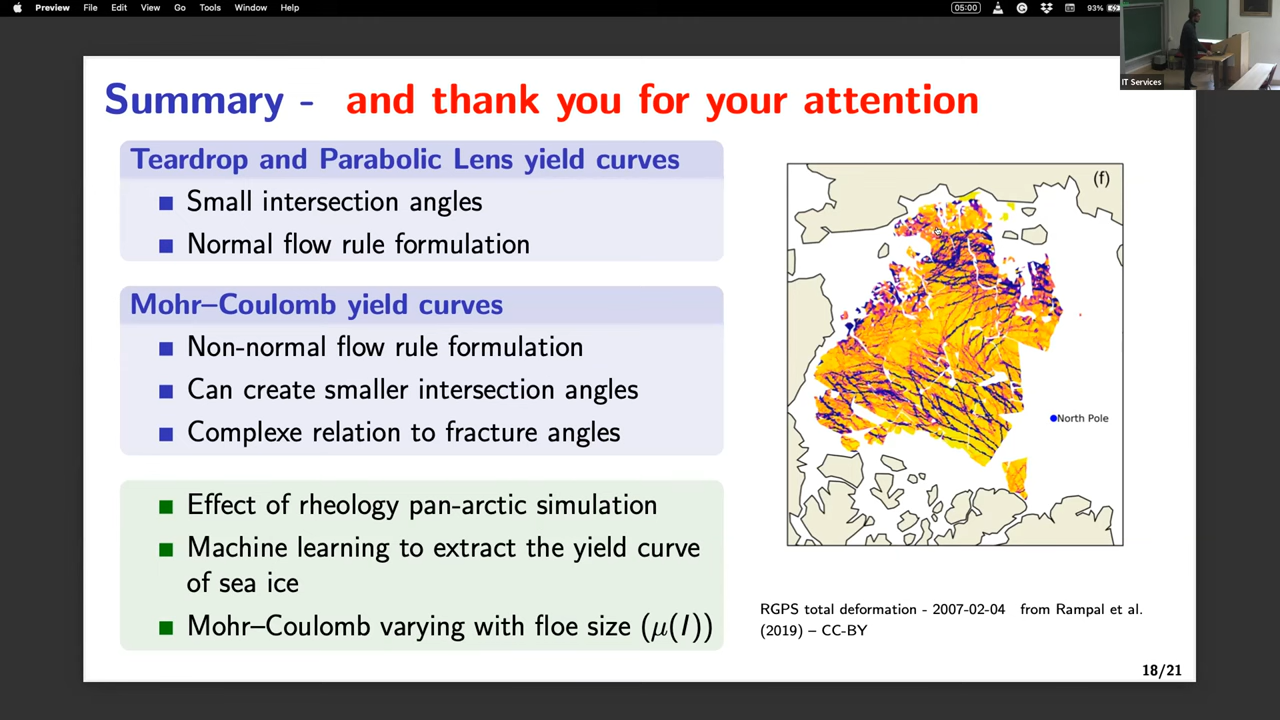 Preview File Edit View Go Tools Window Help 05:00 93%
IT Services
Summary - and thank you for your attention
Teardrop and Parabolic Lens yield curves
Small intersection angles
Normal flow rule formulation
Mohr–Coulomb yield curves
Non-normal flow rule formulation
Can create smaller intersection angles
Complexe relation to fracture angles
Effect of rheology pan-arctic simulation
Machine learning to extract the yield curve
of sea ice
Mohr–Coulomb varying with floe size (μ(I))
(f)
North Pole
RGPS total deformation - 2007-02-04 from Rampal et al.
(2019) – CC-BY
18/21